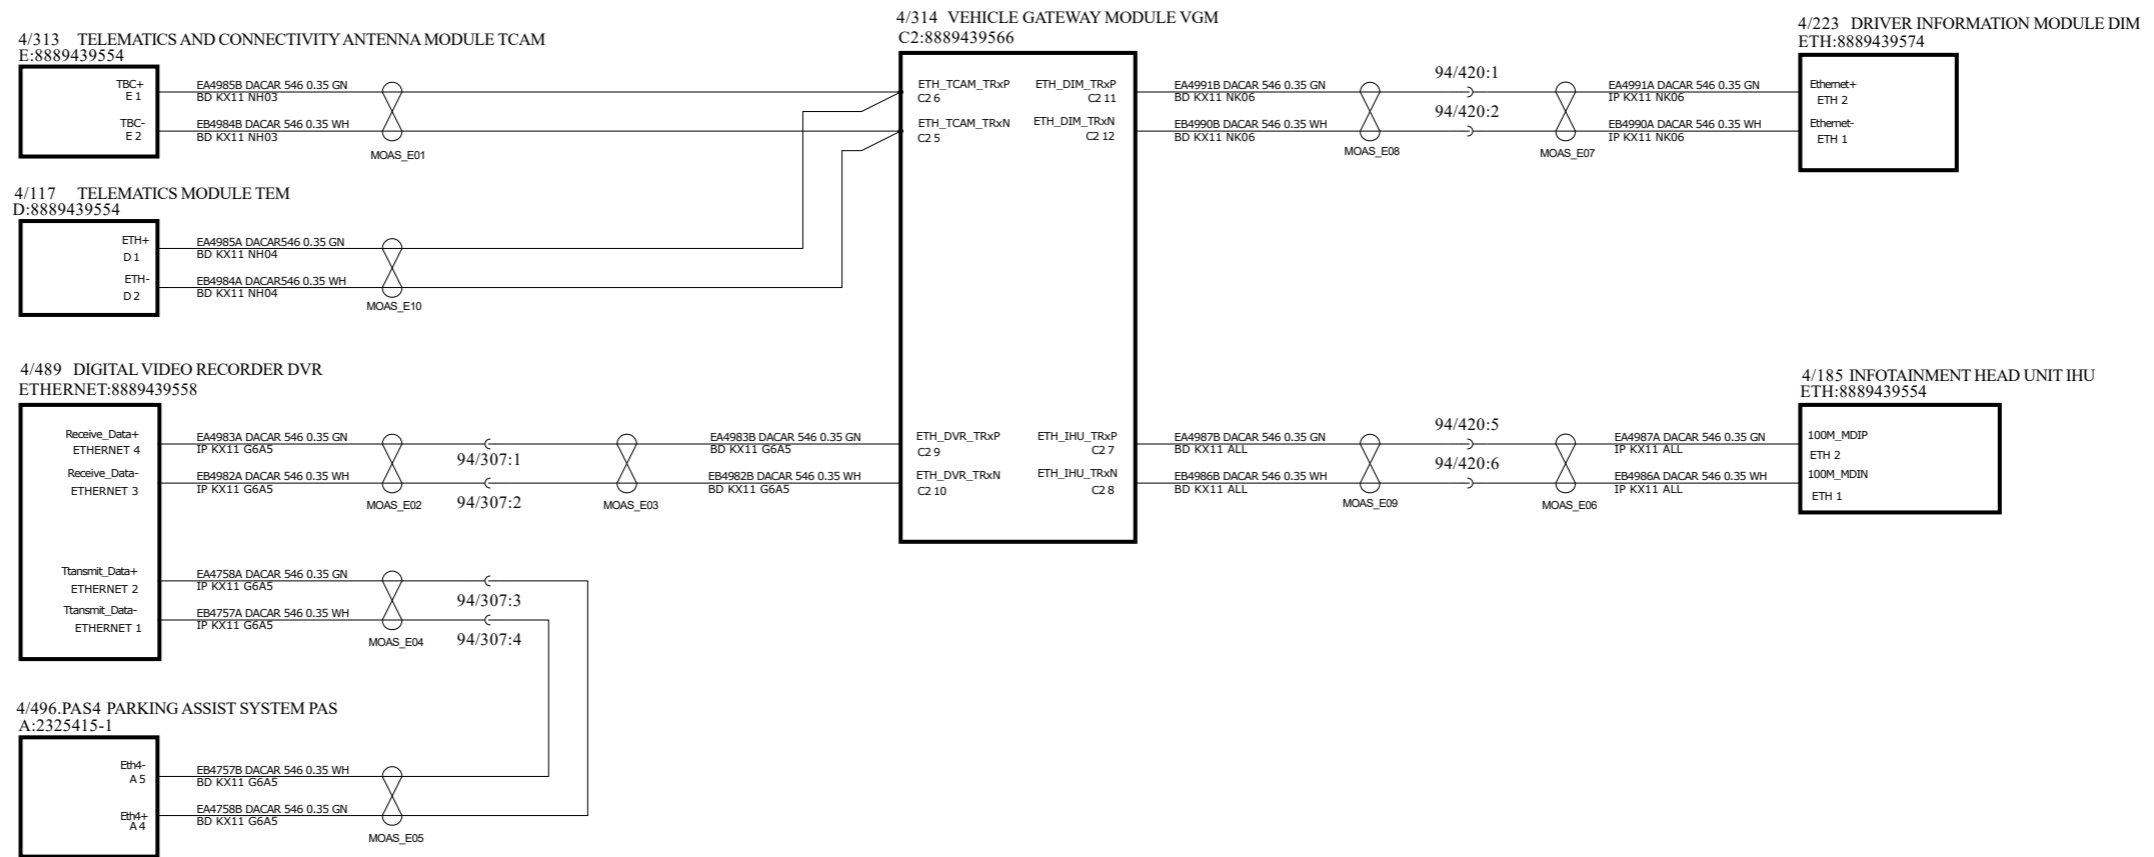 4/313 TELEMATICS AND CONNECTIVITY ANTENNA MODULE TCAM
E:8889439554
TBC+
E 1
TBC-
E 2
EA4985B DACAR 546 0.35 GN
BD KX11 NH03
EB4984B DACAR 546 0.35 WH
BD KX11 NH03
MOAS_E01
4/117 TELEMATICS MODULE TEM
D:8889439554
ETH+
D 1
ETH-
D 2
EA4985A DACAR546 0.35 GN
BD KX11 NH04
EB4984A DACAR546 0.35 WH
BD KX11 NH04
MOAS_E10
4/489 DIGITAL VIDEO RECORDER DVR
ETHERNET:8889439558
Receive_Data+
ETHERNET 4
Receive_Data-
ETHERNET 3
EA4983A DACAR 546 0.35 GN
IP KX11 G6A5
EB4982A DACAR 546 0.35 WH
IP KX11 G6A5
MOAS_E02
94/307:1
94/307:2
MOAS_E03
EA4983B DACAR 546 0.35 GN
BD KX11 G6A5
EB4982B DACAR 546 0.35 WH
BD KX11 G6A5
Ttansmit_Data+
ETHERNET 2
Ttansmit_Data-
ETHERNET 1
EA4758A DACAR 546 0.35 GN
IP KX11 G6A5
EB4757A DACAR 546 0.35 WH
IP KX11 G6A5
MOAS_E04
94/307:3
94/307:4
4/496.PAS4 PARKING ASSIST SYSTEM PAS
A:2325415-1
Eth4-
A 5
Eth4+
A 4
EB4757B DACAR 546 0.35 WH
BD KX11 G6A5
EA4758B DACAR 546 0.35 GN
BD KX11 G6A5
MOAS_E05
4/314 VEHICLE GATEWAY MODULE VGM
C2:8889439566
ETH_TCAM_TRxP
C2 6
ETH_TCAM_TRxN
C2 5
ETH_DIM_TRxP
C2 11
ETH_DIM_TRxN
C2 12
ETH_DVR_TRxP
C2 9
ETH_DVR_TRxN
C2 10
ETH_IHU_TRxP
C2 7
ETH_IHU_TRxN
C2 8
EA4991B DACAR 546 0.35 GN
BD KX11 NK06
EB4990B DACAR 546 0.35 WH
BD KX11 NK06
MOAS_E08
94/420:1
94/420:2
MOAS_E07
EA4991A DACAR 546 0.35 GN
IP KX11 NK06
EB4990A DACAR 546 0.35 WH
IP KX11 NK06
4/223 DRIVER INFORMATION MODULE DIM
ETH:8889439574
Ethernet+
ETH 2
Ethernet-
ETH 1
EA4987B DACAR 546 0.35 GN
BD KX11 ALL
EB4986B DACAR 546 0.35 WH
BD KX11 ALL
MOAS_E09
94/420:5
94/420:6
MOAS_E06
EA4987A DACAR 546 0.35 GN
IP KX11 ALL
EB4986A DACAR 546 0.35 WH
IP KX11 ALL
4/185 INFOTAINMENT HEAD UNIT IHU
ETH:8889439554
100M_MDIP
ETH 2
100M_MDIN
ETH 1